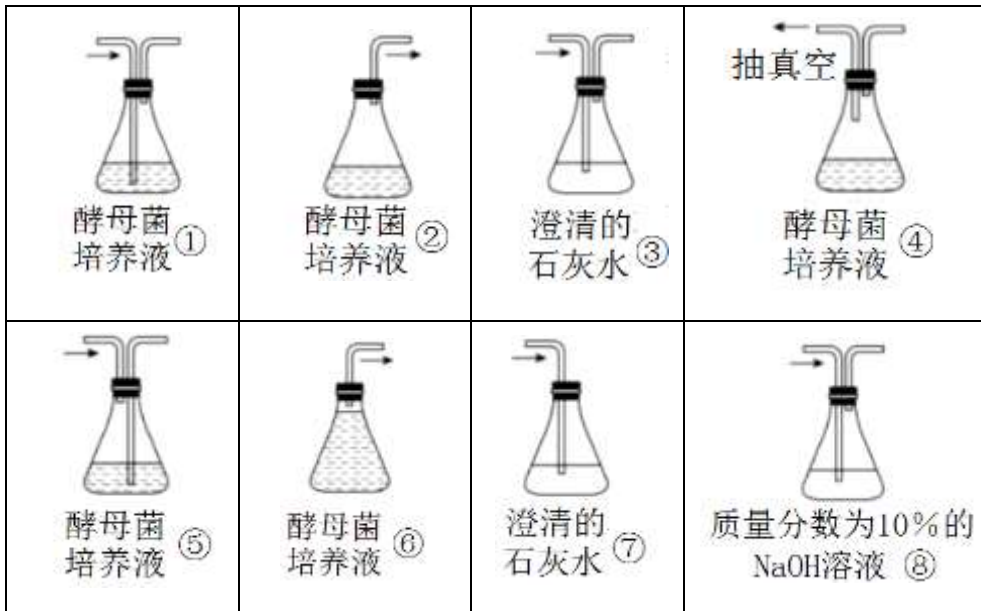 酵母菌
培养液①
酵母菌
培养液②
澄清的
石灰水③
抽真空
酵母菌
培养液④
酵母菌
培养液⑤
酵母菌
培养液⑥
澄清的
石灰水⑦
质量分数为10%的
NaOH溶液 ⑧